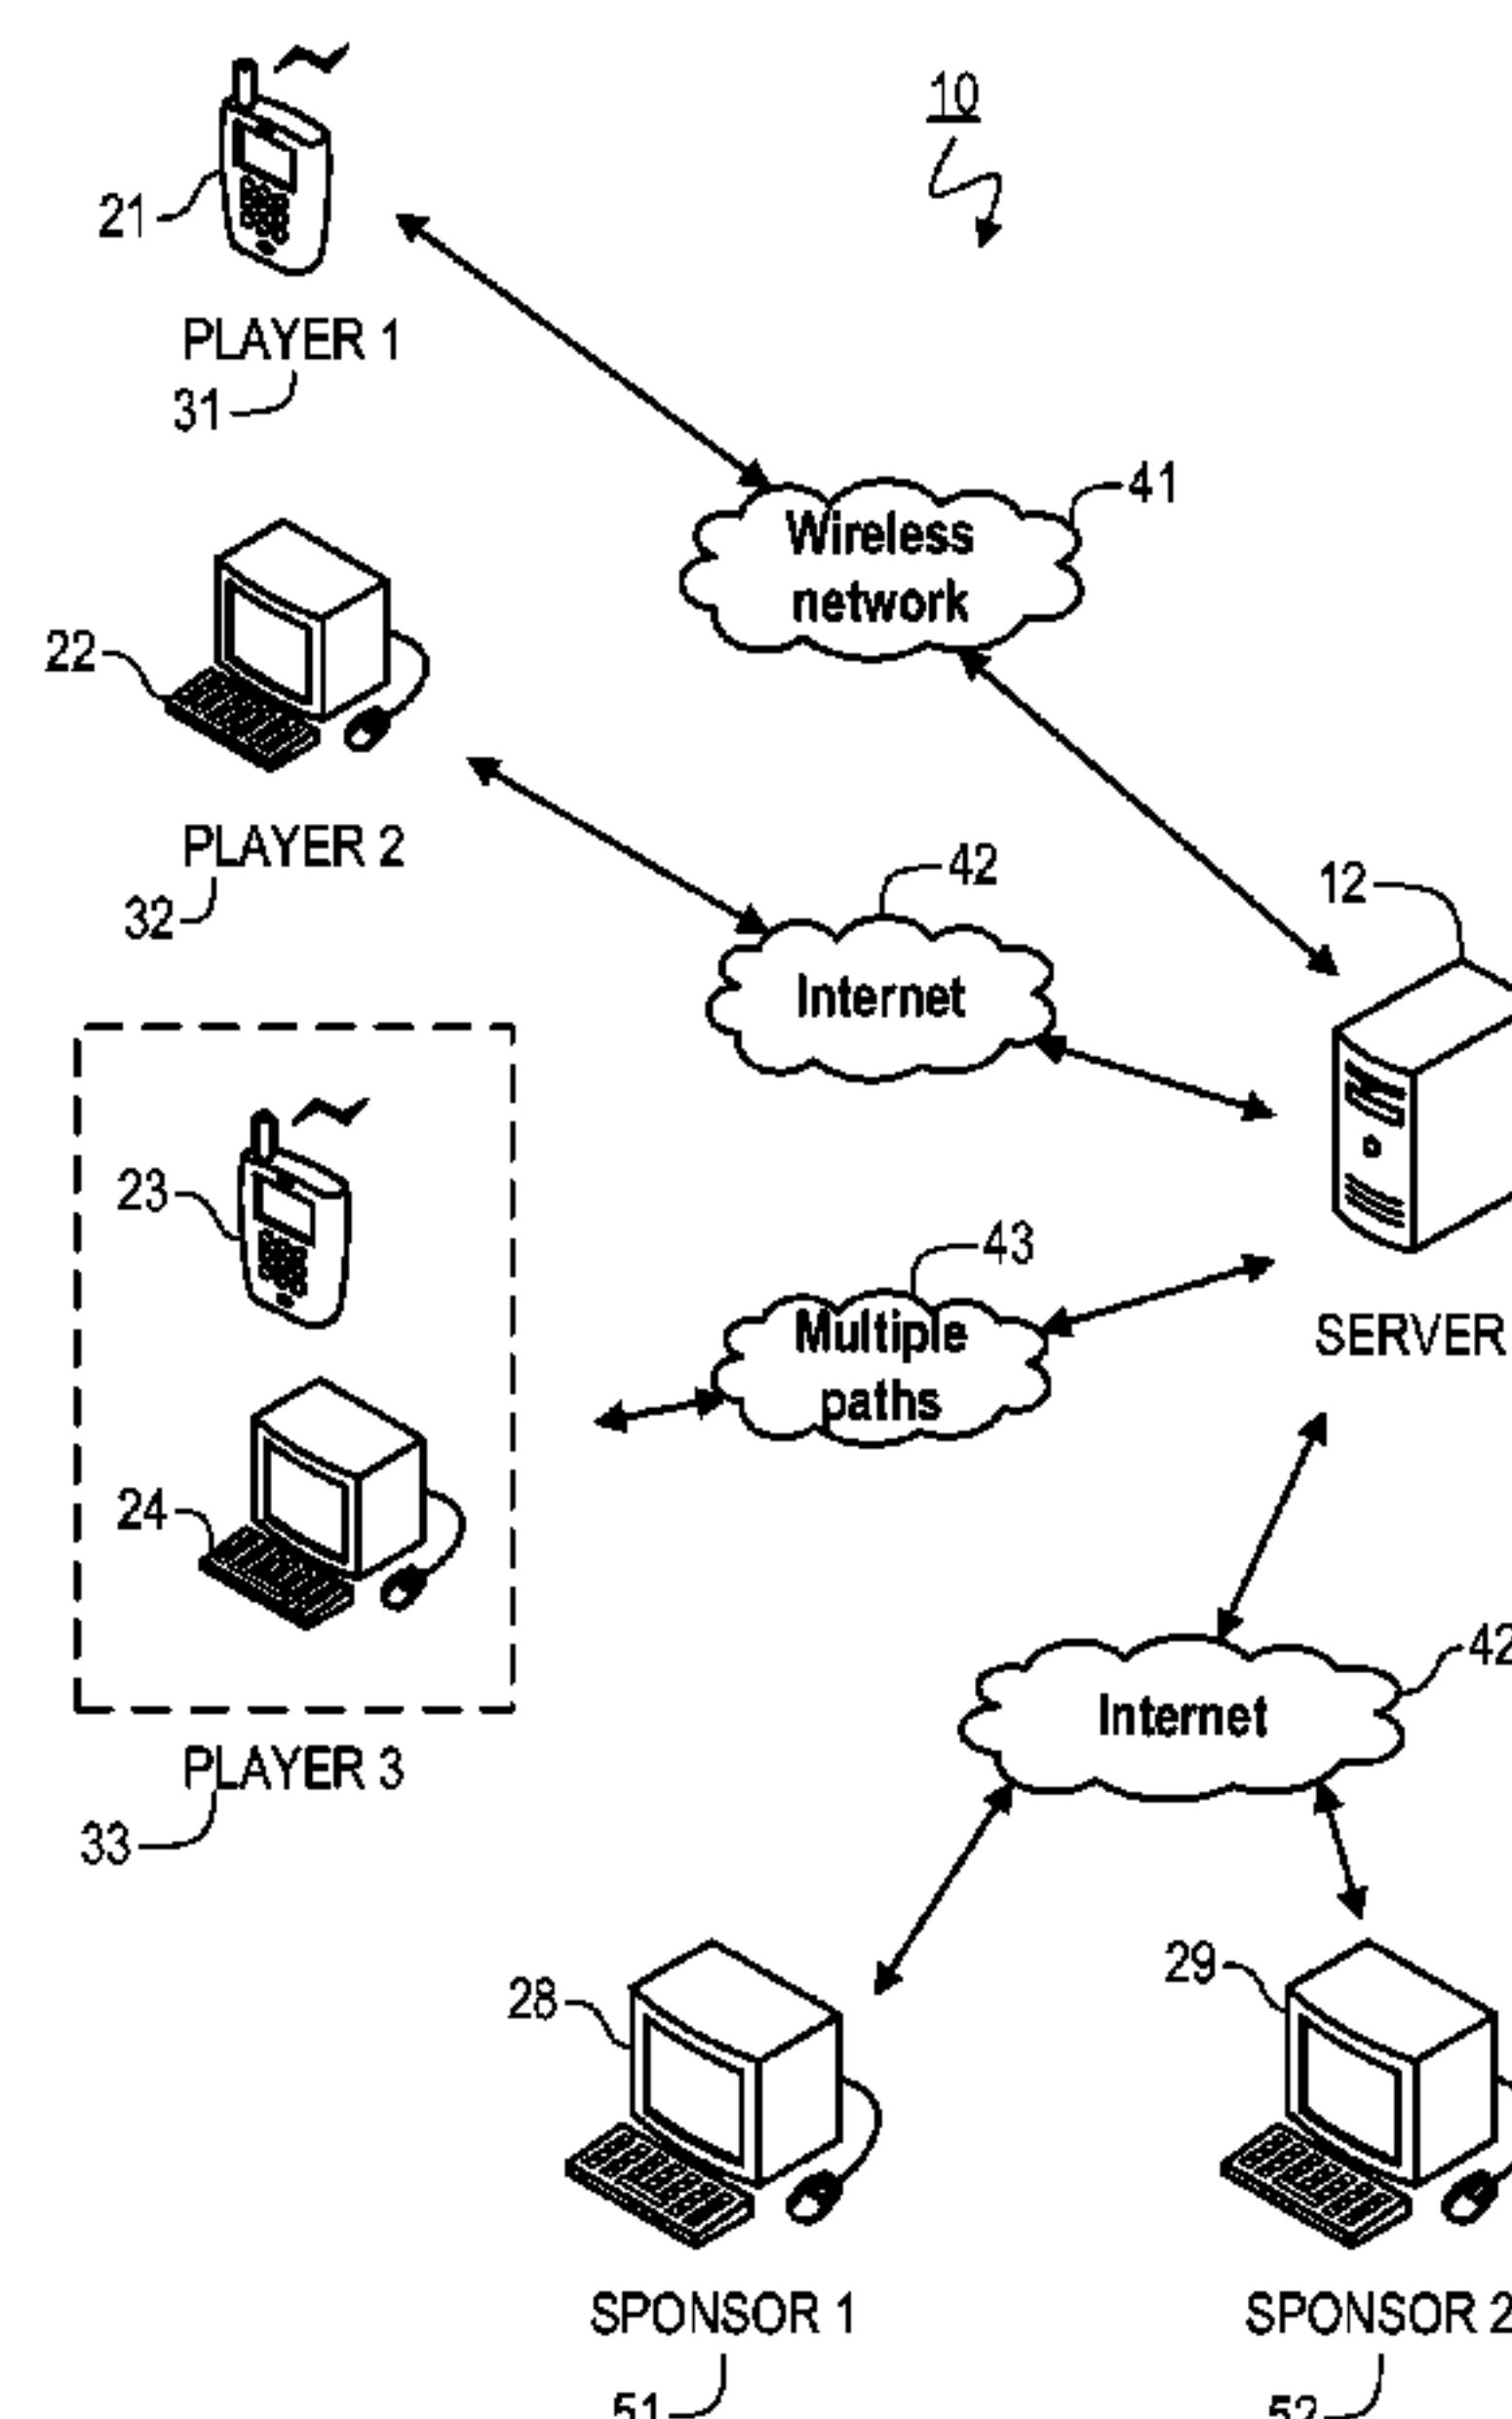 10
21
PLAYER 1
31
41
Wireless
network
22
PLAYER 2
32
42
Internet
12
23
43
Multiple
paths
SERVER
24
42
Internet
PLAYER 3
33
28
29
SPONSOR 1
SPONSOR 2
51
52